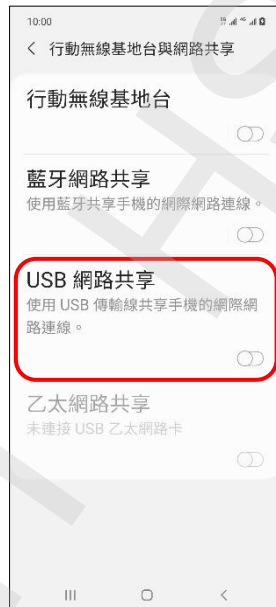 10:00
行動無線基地台與網路共享
行動無線基地台
藍牙網路共享
使用藍牙共享手機的網際網路連線。
USB 網路共享
使用 USB 傳輸線共享手機的網際網
路連線。
乙太網路共享
未連接 USB 乙太網路卡